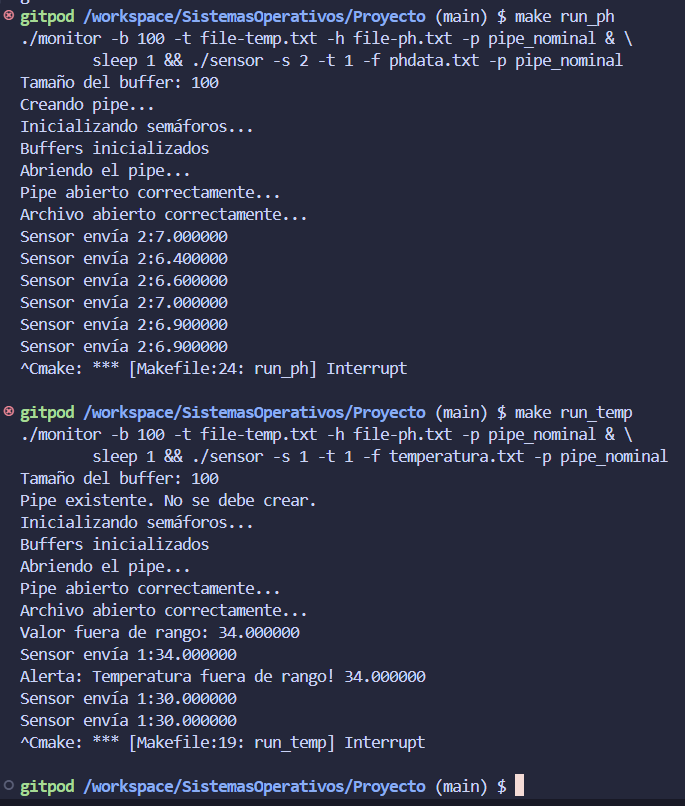 gitpod /workspace/SistemasOperativos/Proyecto (main) $ make run_ph
./monitor -b 100 -t file-temp.txt -h file-ph.txt -p pipe_nominal & \
        sleep 1 && ./sensor -s 2 -t 1 -f phdata.txt -p pipe_nominal
Tamaño del buffer: 100
Creando pipe...
Inicializando semáforos...
Buffers inicializados
Abriendo el pipe...
Pipe abierto correctamente...
Archivo abierto correctamente...
Sensor envía 2:7.000000
Sensor envía 2:6.400000
Sensor envía 2:6.600000
Sensor envía 2:7.000000
Sensor envía 2:6.900000
Sensor envía 2:6.900000
^Cmake: *** [Makefile:24: run_ph] Interrupt
gitpod /workspace/SistemasOperativos/Proyecto (main) $ make run_temp
./monitor -b 100 -t file-temp.txt -h file-ph.txt -p pipe_nominal & \
        sleep 1 && ./sensor -s 1 -t 1 -f temperatura.txt -p pipe_nominal
Tamaño del buffer: 100
Pipe existente. No se debe crear.
Inicializando semáforos...
Buffers inicializados
Abriendo el pipe...
Pipe abierto correctamente...
Archivo abierto correctamente...
Valor fuera de rango: 34.000000
Sensor envía 1:34.000000
Alerta: Temperatura fuera de rango! 34.000000
Sensor envía 1:30.000000
Sensor envía 1:30.000000
^Cmake: *** [Makefile:19: run_temp] Interrupt
gitpod /workspace/SistemasOperativos/Proyecto (main) $